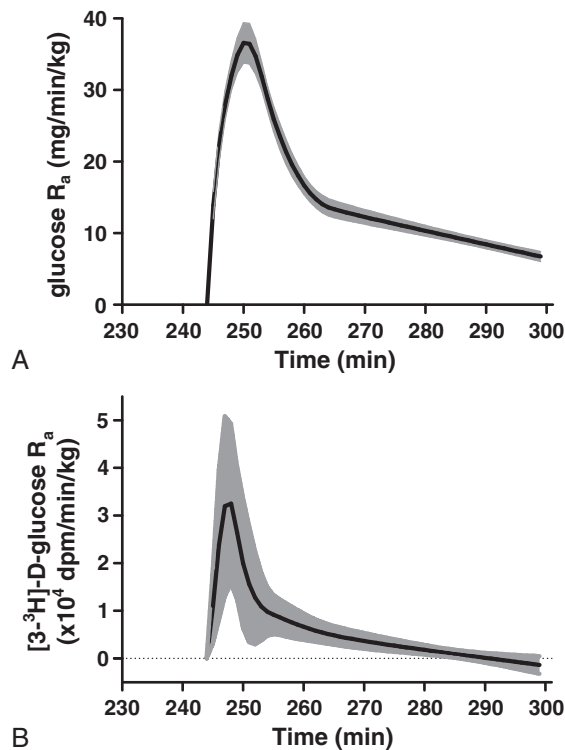 40
30
20
10
0
glucose Ra (mg/min/kg)
230 240 250 260 270 280 290 300
Time (min)
A
5
4
3
2
1
0
[3-³H]-D-glucose Ra
(x10⁴ dpm/min/kg)
230 240 250 260 270 280 290 300
Time (min)
B